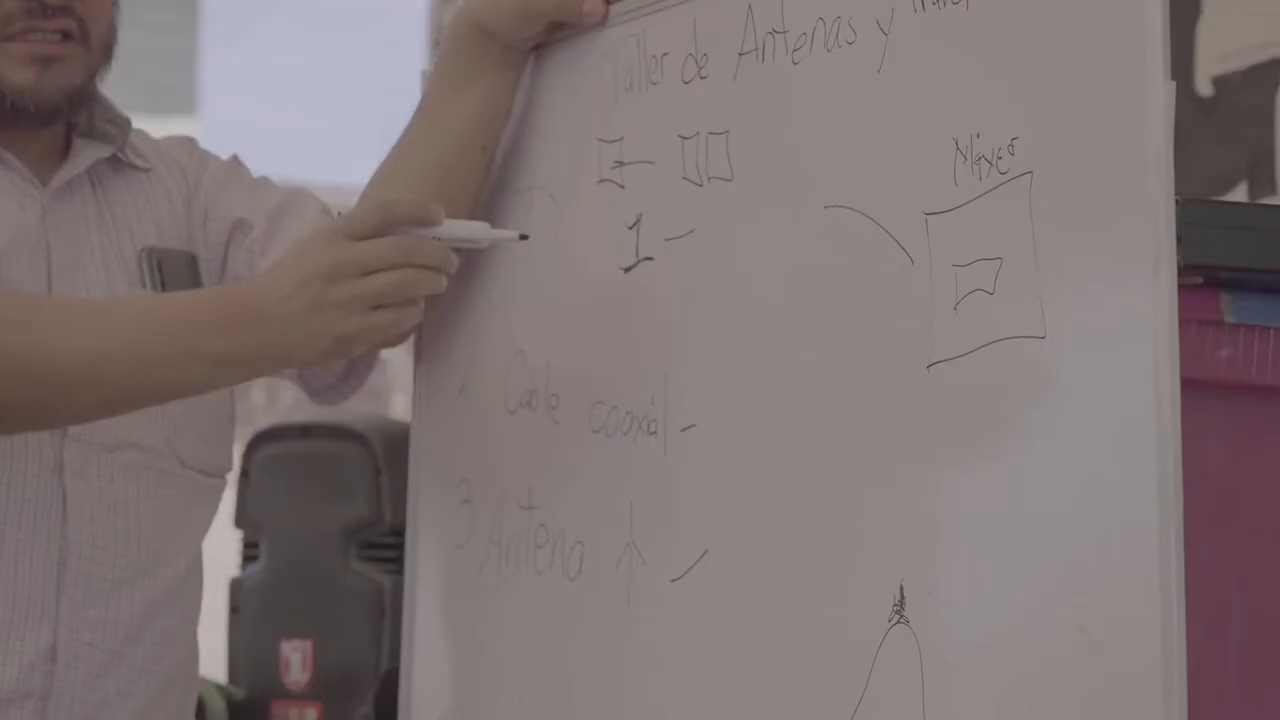 Taller de Antenas y
Mixer
1 -
Cable coaxial -
3 Antena